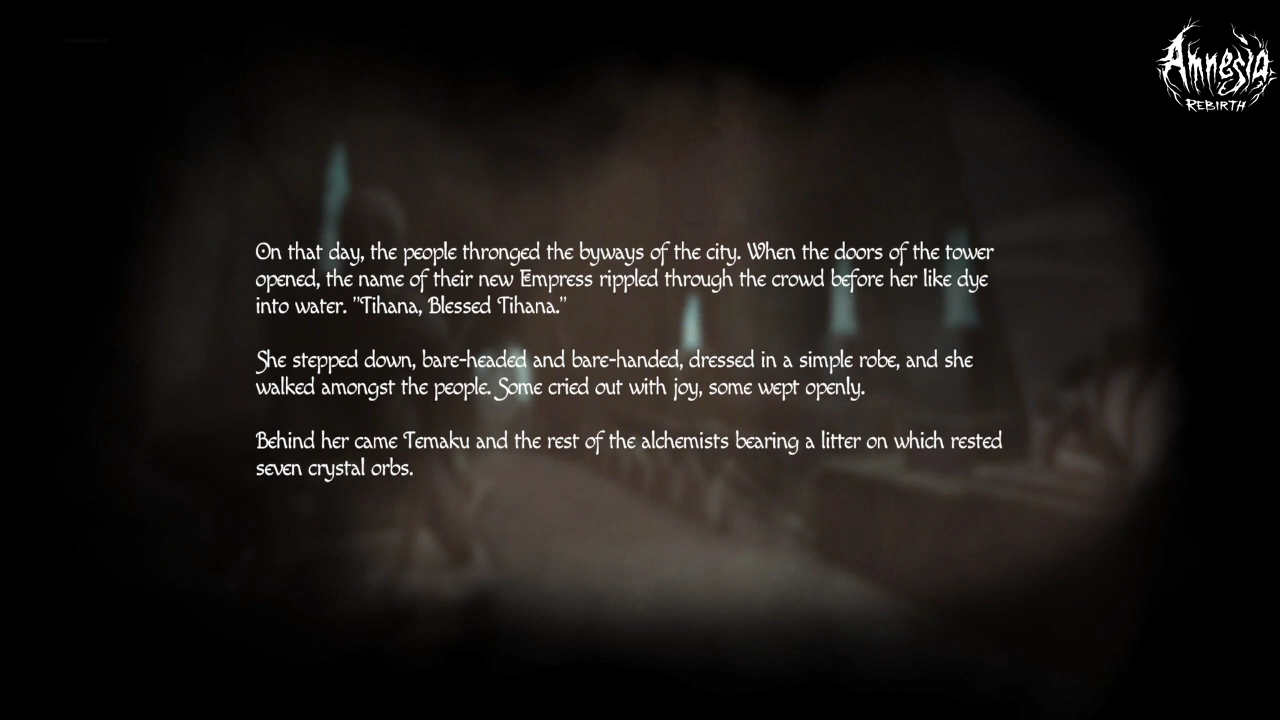 Amnesia
REBIRTH
On that day, the people thronged the byways of the city. When the doors of the tower
opened, the name of their new Empress rippled through the crowd before her like dye
into water. "Tihana, Blessed Tihana."
She stepped down, bare-headed and bare-handed, dressed in a simple robe, and she
walked amongst the people. Some cried out with joy, some wept openly.
Behind her came Temaku and the rest of the alchemists bearing a litter on which rested
seven crystal orbs.